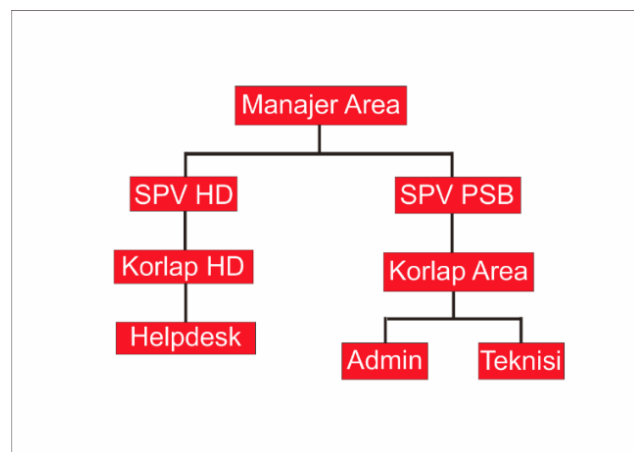 Manajer Area
SPV HD
SPV PSB
Korlap HD
Korlap Area
Helpdesk
Admin
Teknisi